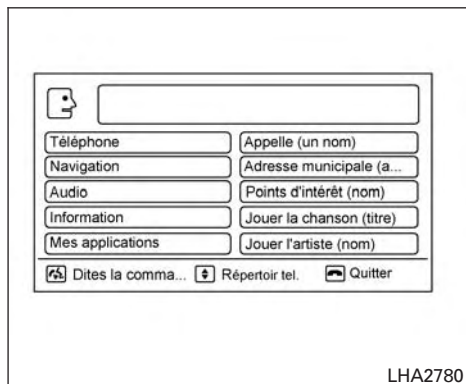 Téléphone
Appelle (un nom)
Navigation
Adresse municipale (a...
Audio
Points d'intérêt (nom)
Information
Jouer la chanson (titre)
Mes applications
Jouer l'artiste (nom)
Dites la comma... Répertoir tel. Quitter
LHA2780